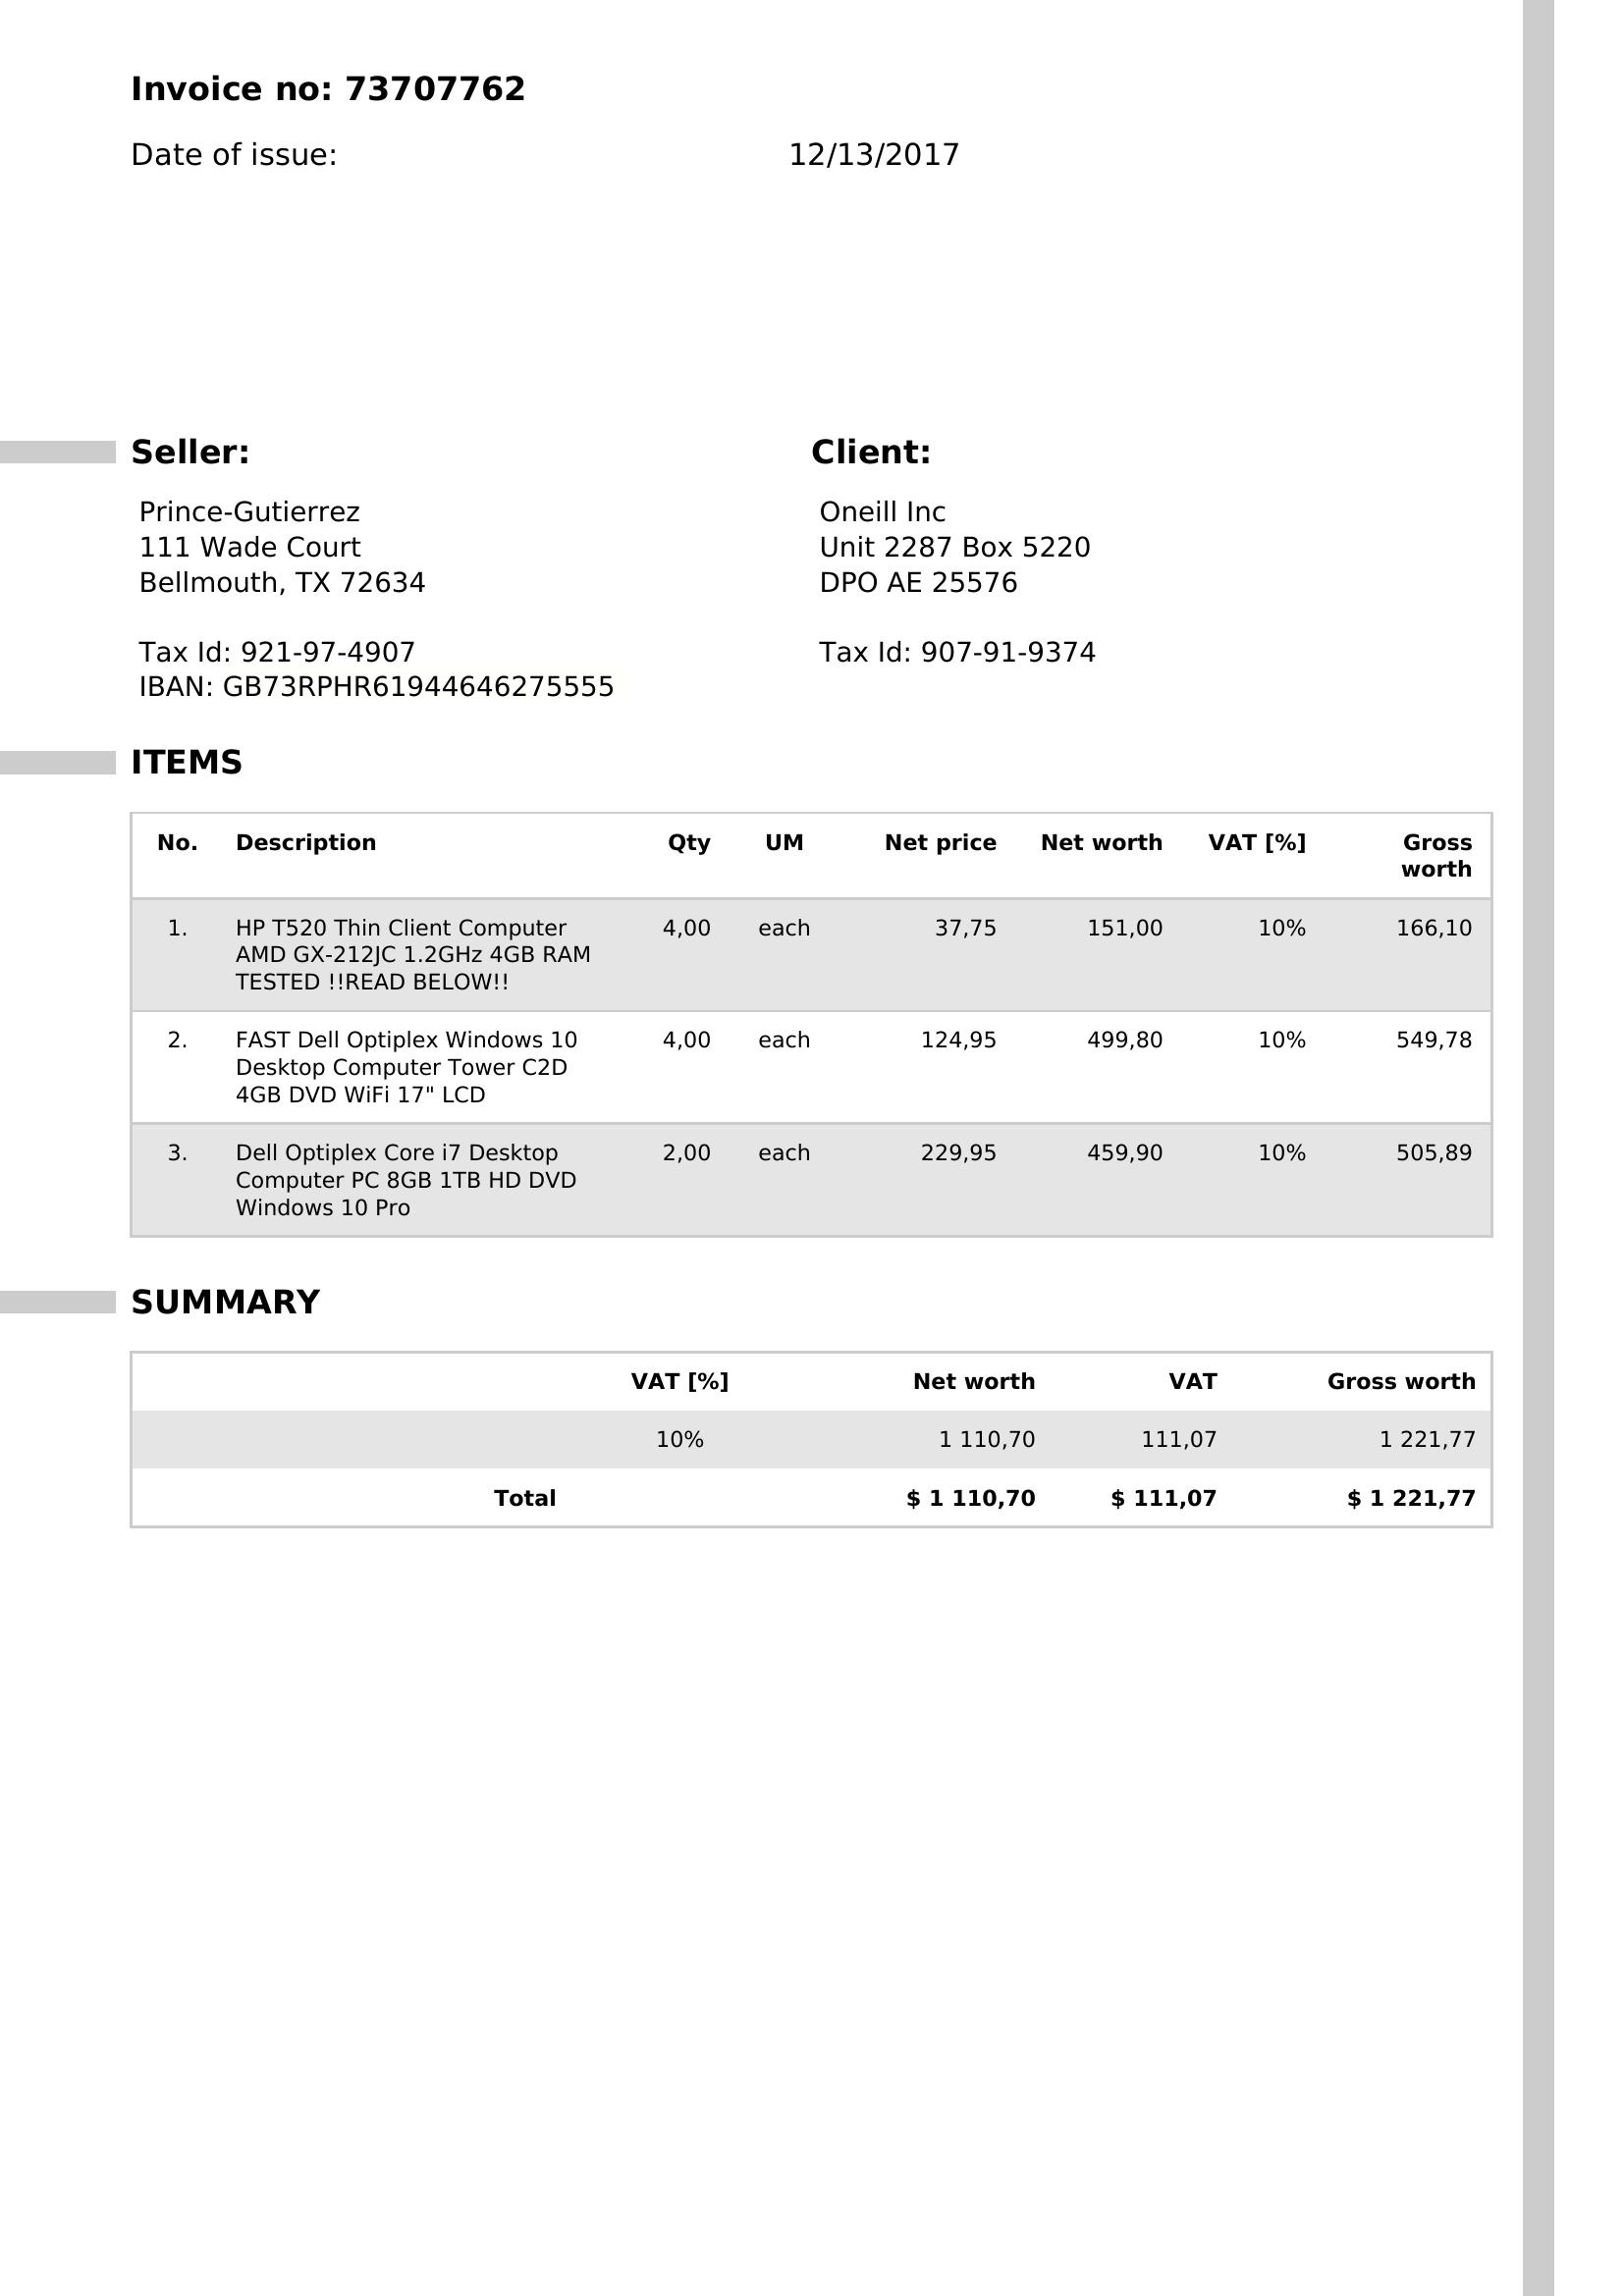 Invoice no: 73707762
Date of issue: 12/13/2017
Seller:
Prince-Gutierrez
111 Wade Court
Bellmouth, TX 72634
Tax Id: 921-97-4907
IBAN: GB73RPHR61944646275555
Client:
Oneill Inc
Unit 2287 Box 5220
DPO AE 25576
Tax Id: 907-91-9374
ITEMS
No. Description Qty UM Net price Net worth VAT [%] Gross
worth
1. HP T520 Thin Client Computer 4,00 each 37,75 151,00 10% 166,10
AMD GX-212JC 1.2GHz 4GB RAM
TESTED !!READ BELOW!!
2. FAST Dell Optiplex Windows 10 4,00 each 124,95 499,80 10% 549,78
Desktop Computer Tower C2D
4GB DVD WiFi 17" LCD
3. Dell Optiplex Core i7 Desktop 2,00 each 229,95 459,90 10% 505,89
Computer PC 8GB 1TB HD DVD
Windows 10 Pro
SUMMARY
VAT [%] Net worth VAT Gross worth
10% 1 110,70 111,07 1 221,77
Total $ 1 110,70 $ 111,07 $ 1 221,77